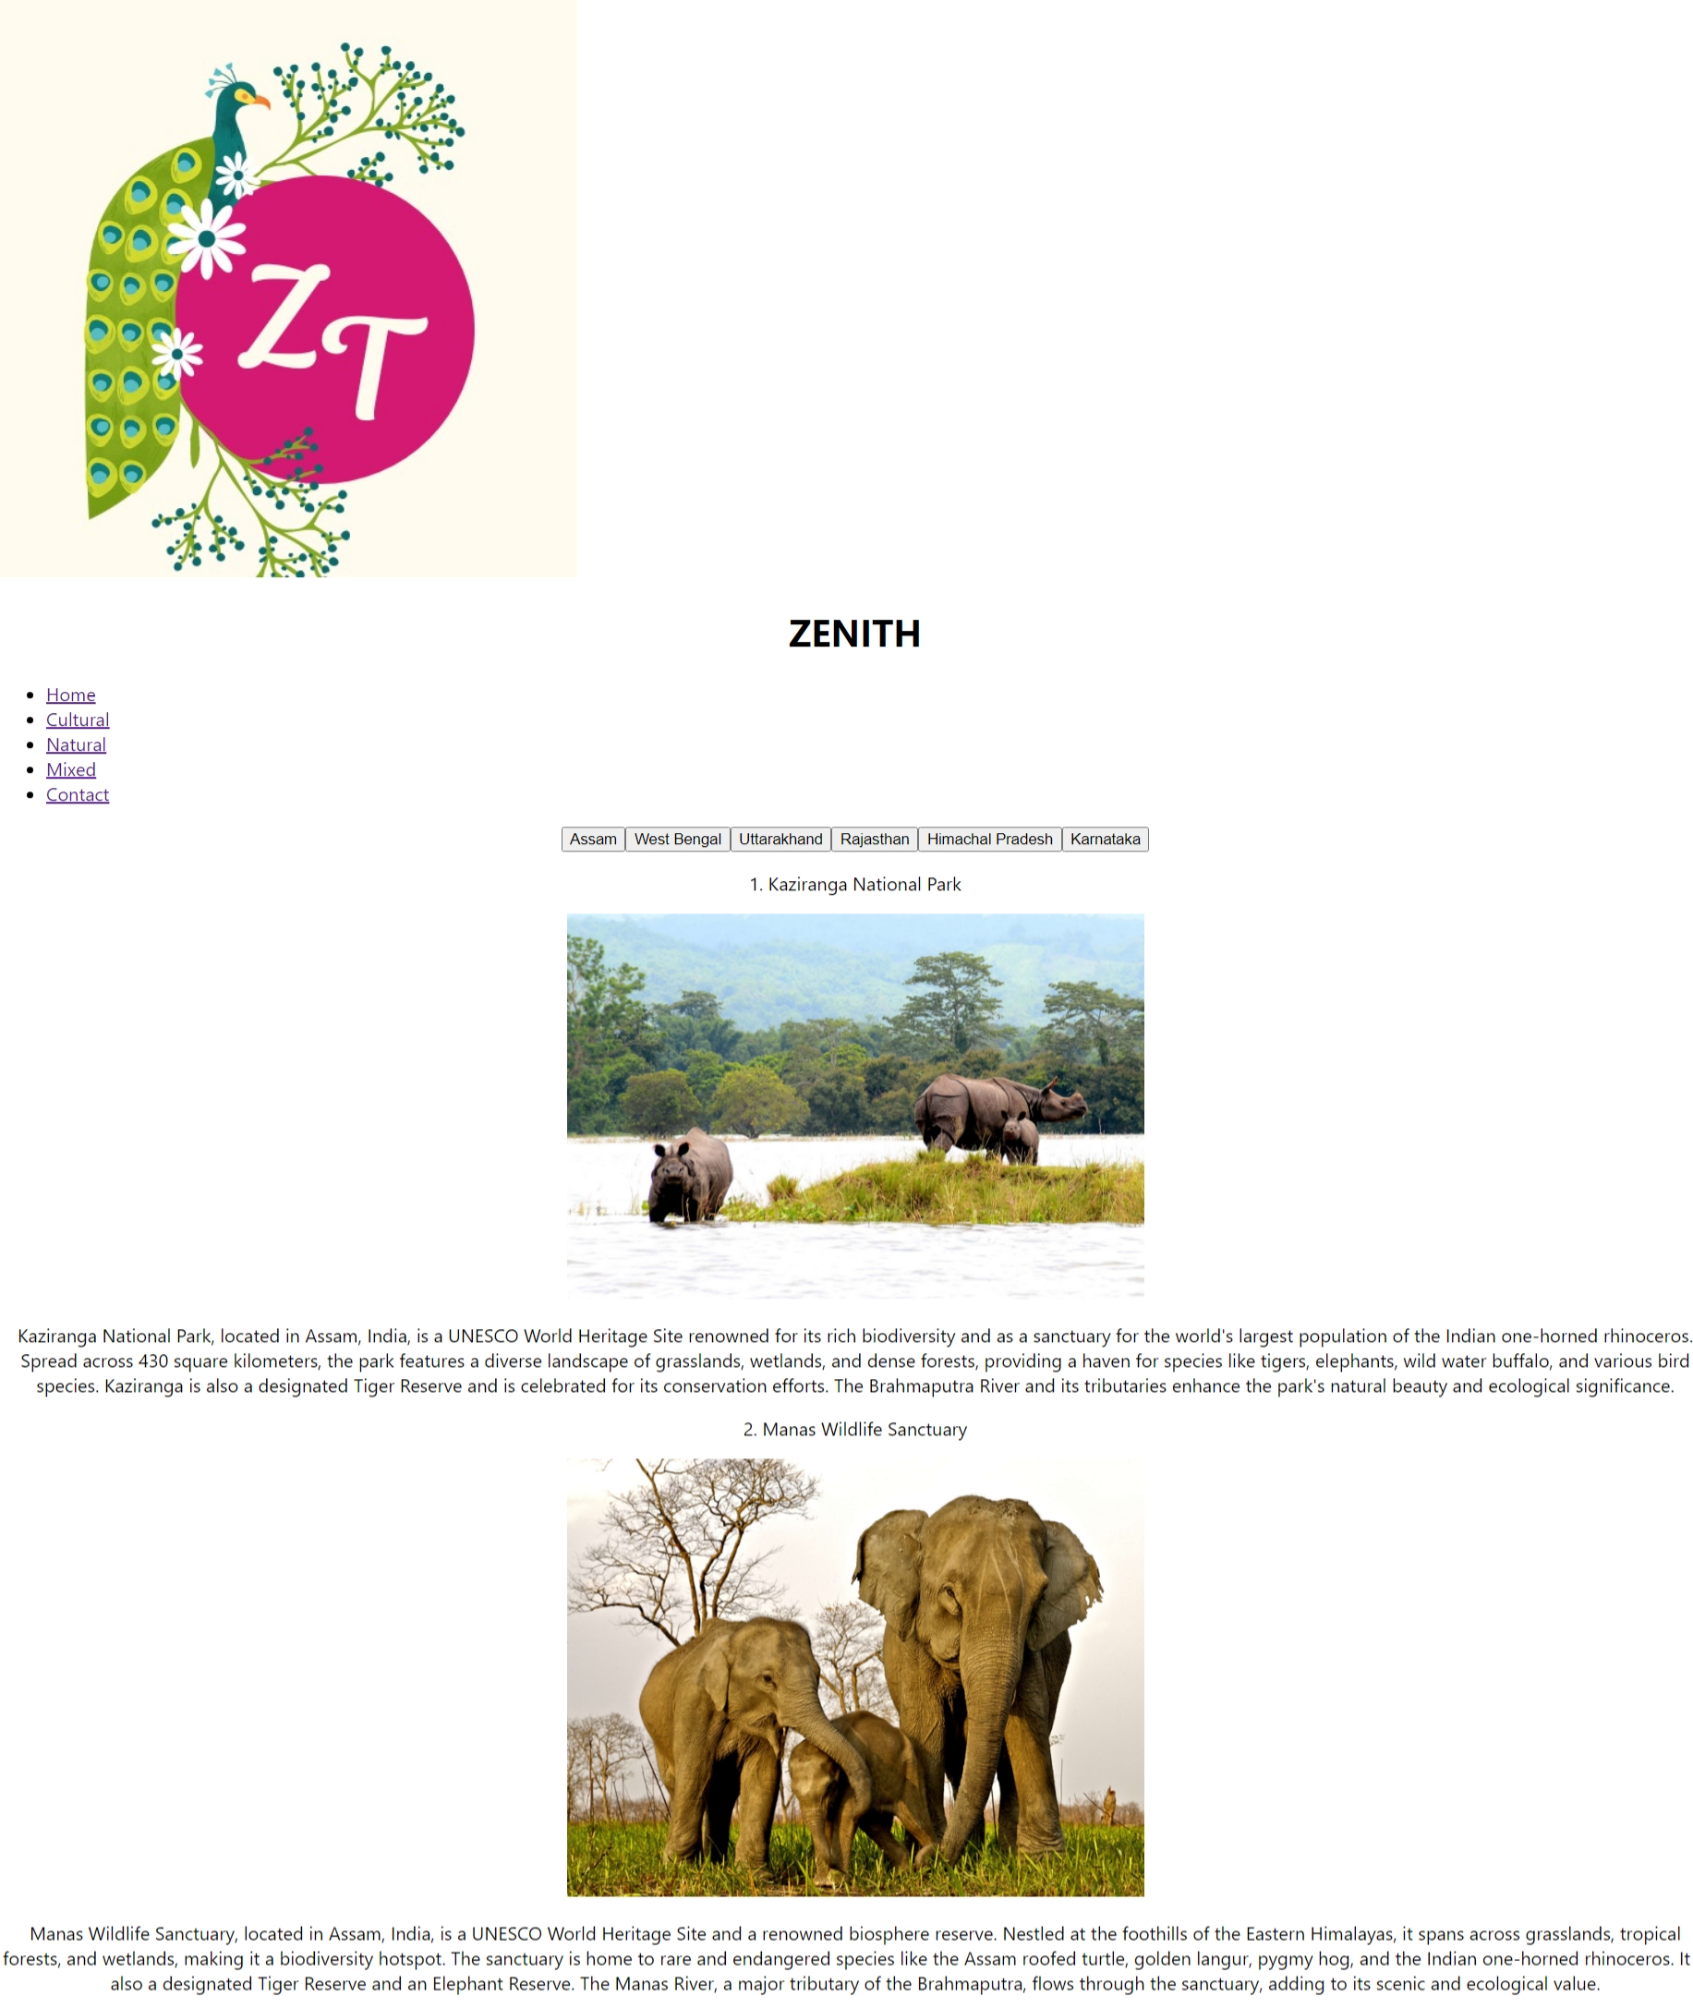 ZT
ZENITH
Home
Cultural
Natural
Mixed
Contact
Assam West Bengal Uttarakhand Rajasthan Himachal Pradesh Karnataka
1. Kaziranga National Park
Kaziranga National Park, located in Assam, India, is a UNESCO World Heritage Site renowned for its rich biodiversity and as a sanctuary for the world's largest population of the Indian one-horned rhinoceros.
Spread across 430 square kilometers, the park features a diverse landscape of grasslands, wetlands, and dense forests, providing a haven for species like tigers, elephants, wild water buffalo, and various bird
species. Kaziranga is also a designated Tiger Reserve and is celebrated for its conservation efforts. The Brahmaputra River and its tributaries enhance the park's natural beauty and ecological significance.
2. Manas Wildlife Sanctuary
Manas Wildlife Sanctuary, located in Assam, India, is a UNESCO World Heritage Site and a renowned biosphere reserve. Nestled at the foothills of the Eastern Himalayas, it spans across grasslands, tropical
forests, and wetlands, making it a biodiversity hotspot. The sanctuary is home to rare and endangered species like the Assam roofed turtle, golden langur, pygmy hog, and the Indian one-horned rhinoceros. It
also a designated Tiger Reserve and an Elephant Reserve. The Manas River, a major tributary of the Brahmaputra, flows through the sanctuary, adding to its scenic and ecological value.